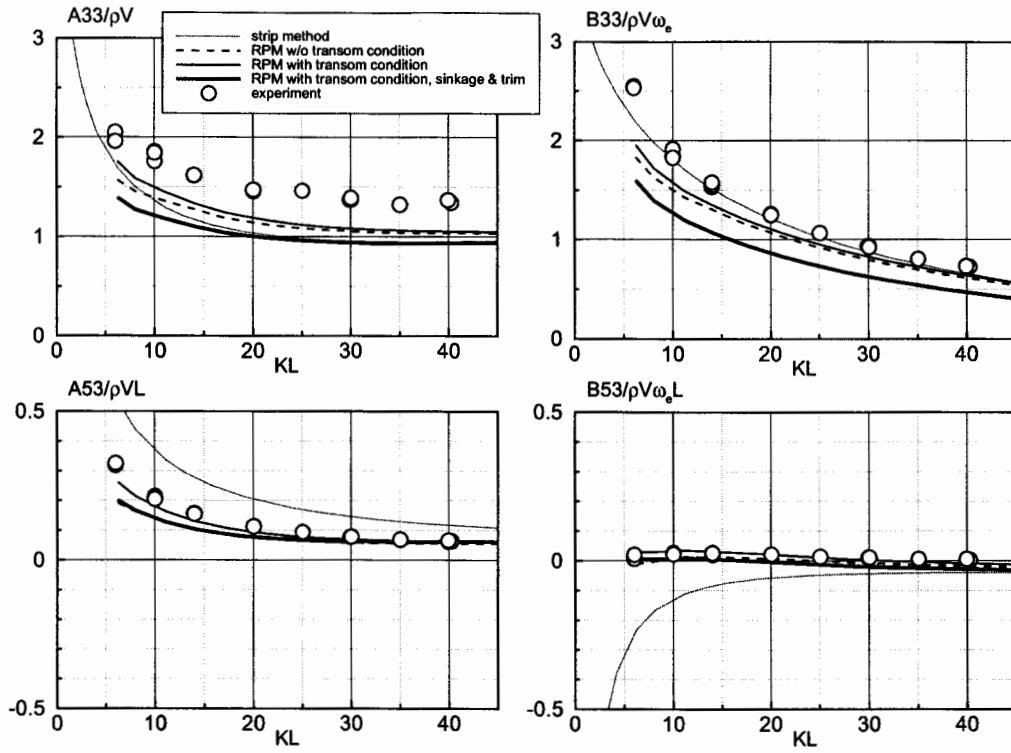 A33/ρV
B33/ρVωₑ
strip method
RPM w/o transom condition
RPM with transom condition
RPM with transom condition, sinkage & trim
experiment
3
2
1
0
0 10 20 30 40
KL
3
2
1
0
0 10 20 30 40
KL
A53/ρVL
B53/ρVωₑL
0.5
0
-0.5
0 10 20 30 40
KL
0.5
0
-0.5
0 10 20 30 40
KL